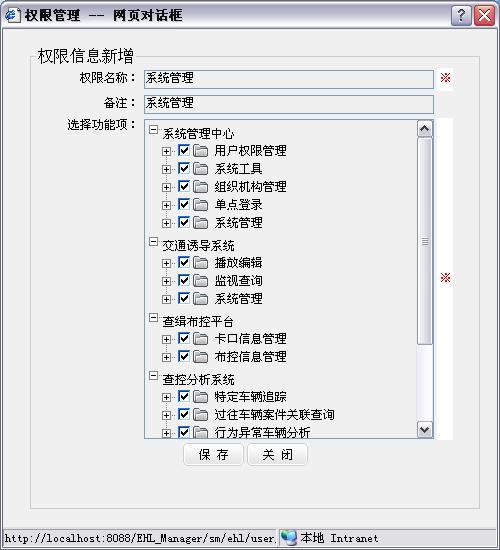 权限管理 -- 网页对话框
权限信息新增
权限名称： 系统管理 ※
备注： 系统管理
选择功能项：
系统管理中心
用户权限管理
系统工具
组织机构管理
单点登录
系统管理
交通诱导系统
播放编辑
监视查询
系统管理
※
查缉布控平台
卡口信息管理
布控信息管理
查控分析系统
特定车辆追踪
过往车辆案件关联查询
行为异常车辆分析
保 存 关 闭
http://localhost:8088/EHL_Manager/sm/ehl/user, 本地 Intranet